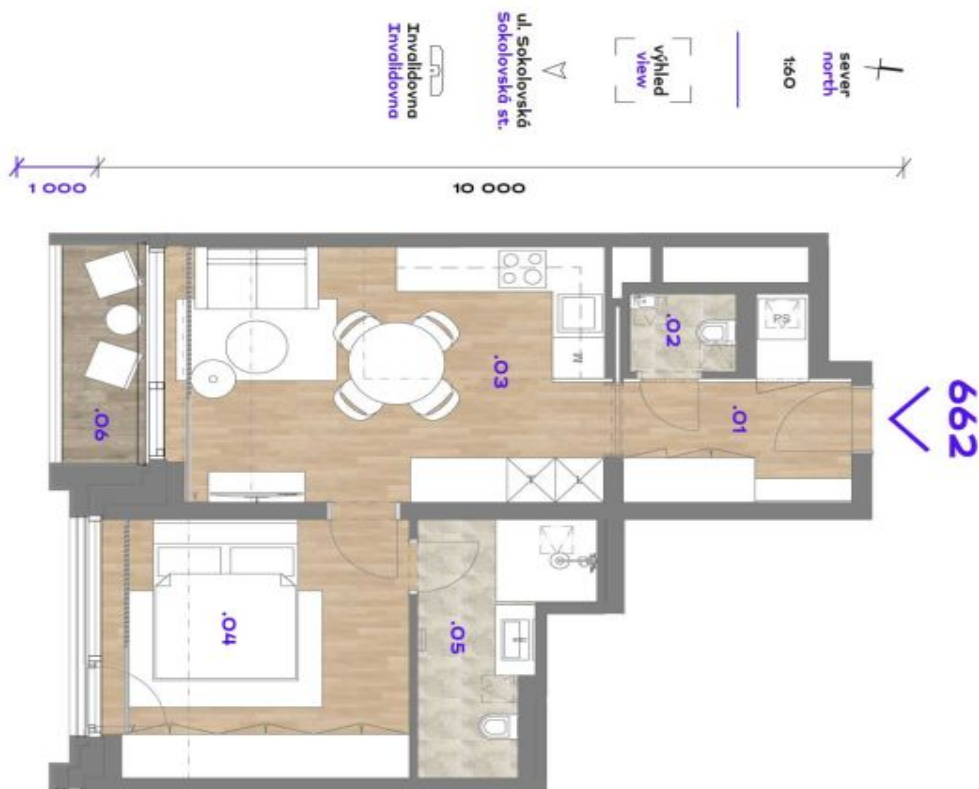 sever
north
1:60
výhled
view
ul. Sokolovská
Sokolovská st.
Invalidovna
Invalidovna
1 000
10 000
662
.01
.02
PS
.03
.04
.05
.06